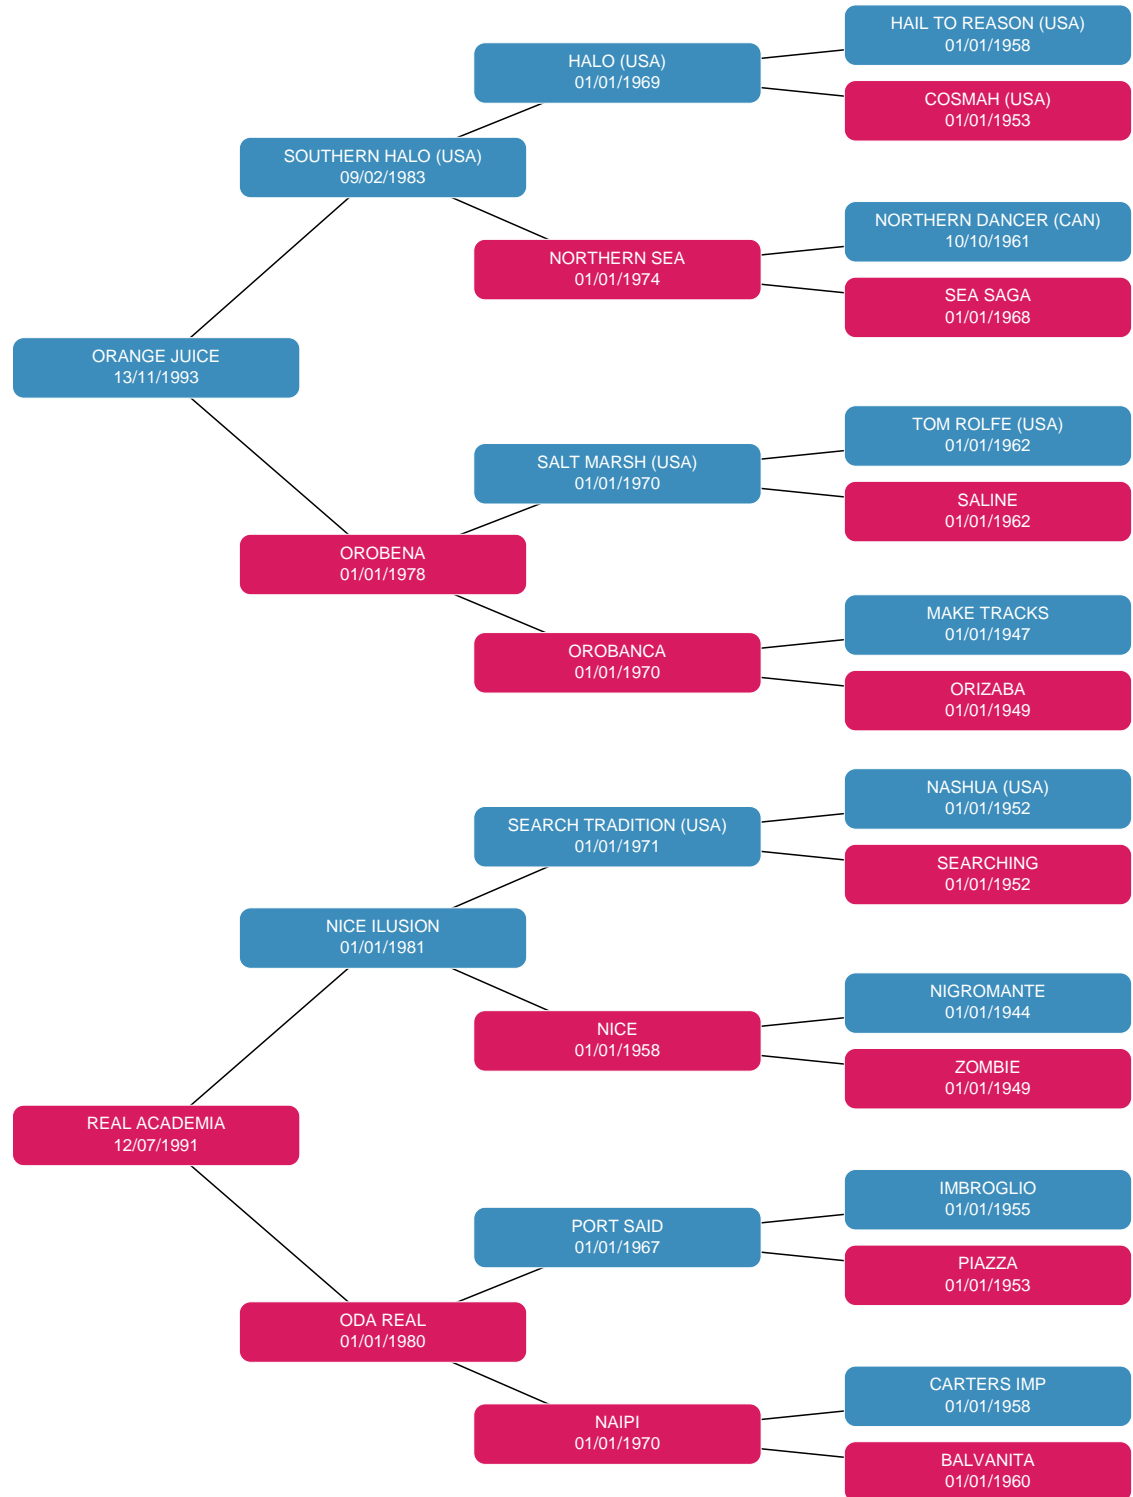 HAIL TO REASON (USA)
01/01/1958
HALO (USA)
01/01/1969
COSMAH (USA)
01/01/1953
SOUTHERN HALO (USA)
09/02/1983
NORTHERN DANCER (CAN)
10/10/1961
NORTHERN SEA
01/01/1974
SEA SAGA
01/01/1968
ORANGE JUICE
13/11/1993
TOM ROLFE (USA)
01/01/1962
SALT MARSH (USA)
01/01/1970
SALINE
01/01/1962
OROBENA
01/01/1978
MAKE TRACKS
01/01/1947
OROBANCA
01/01/1970
ORIZABA
01/01/1949
NASHUA (USA)
01/01/1952
SEARCH TRADITION (USA)
01/01/1971
SEARCHING
01/01/1952
NICE ILUSION
01/01/1981
NIGROMANTE
01/01/1944
NICE
01/01/1958
ZOMBIE
01/01/1949
REAL ACADEMIA
12/07/1991
IMBROGLIO
01/01/1955
PORT SAID
01/01/1967
PIAZZA
01/01/1953
ODA REAL
01/01/1980
CARTERS IMP
01/01/1958
NAIPI
01/01/1970
BALVANITA
01/01/1960